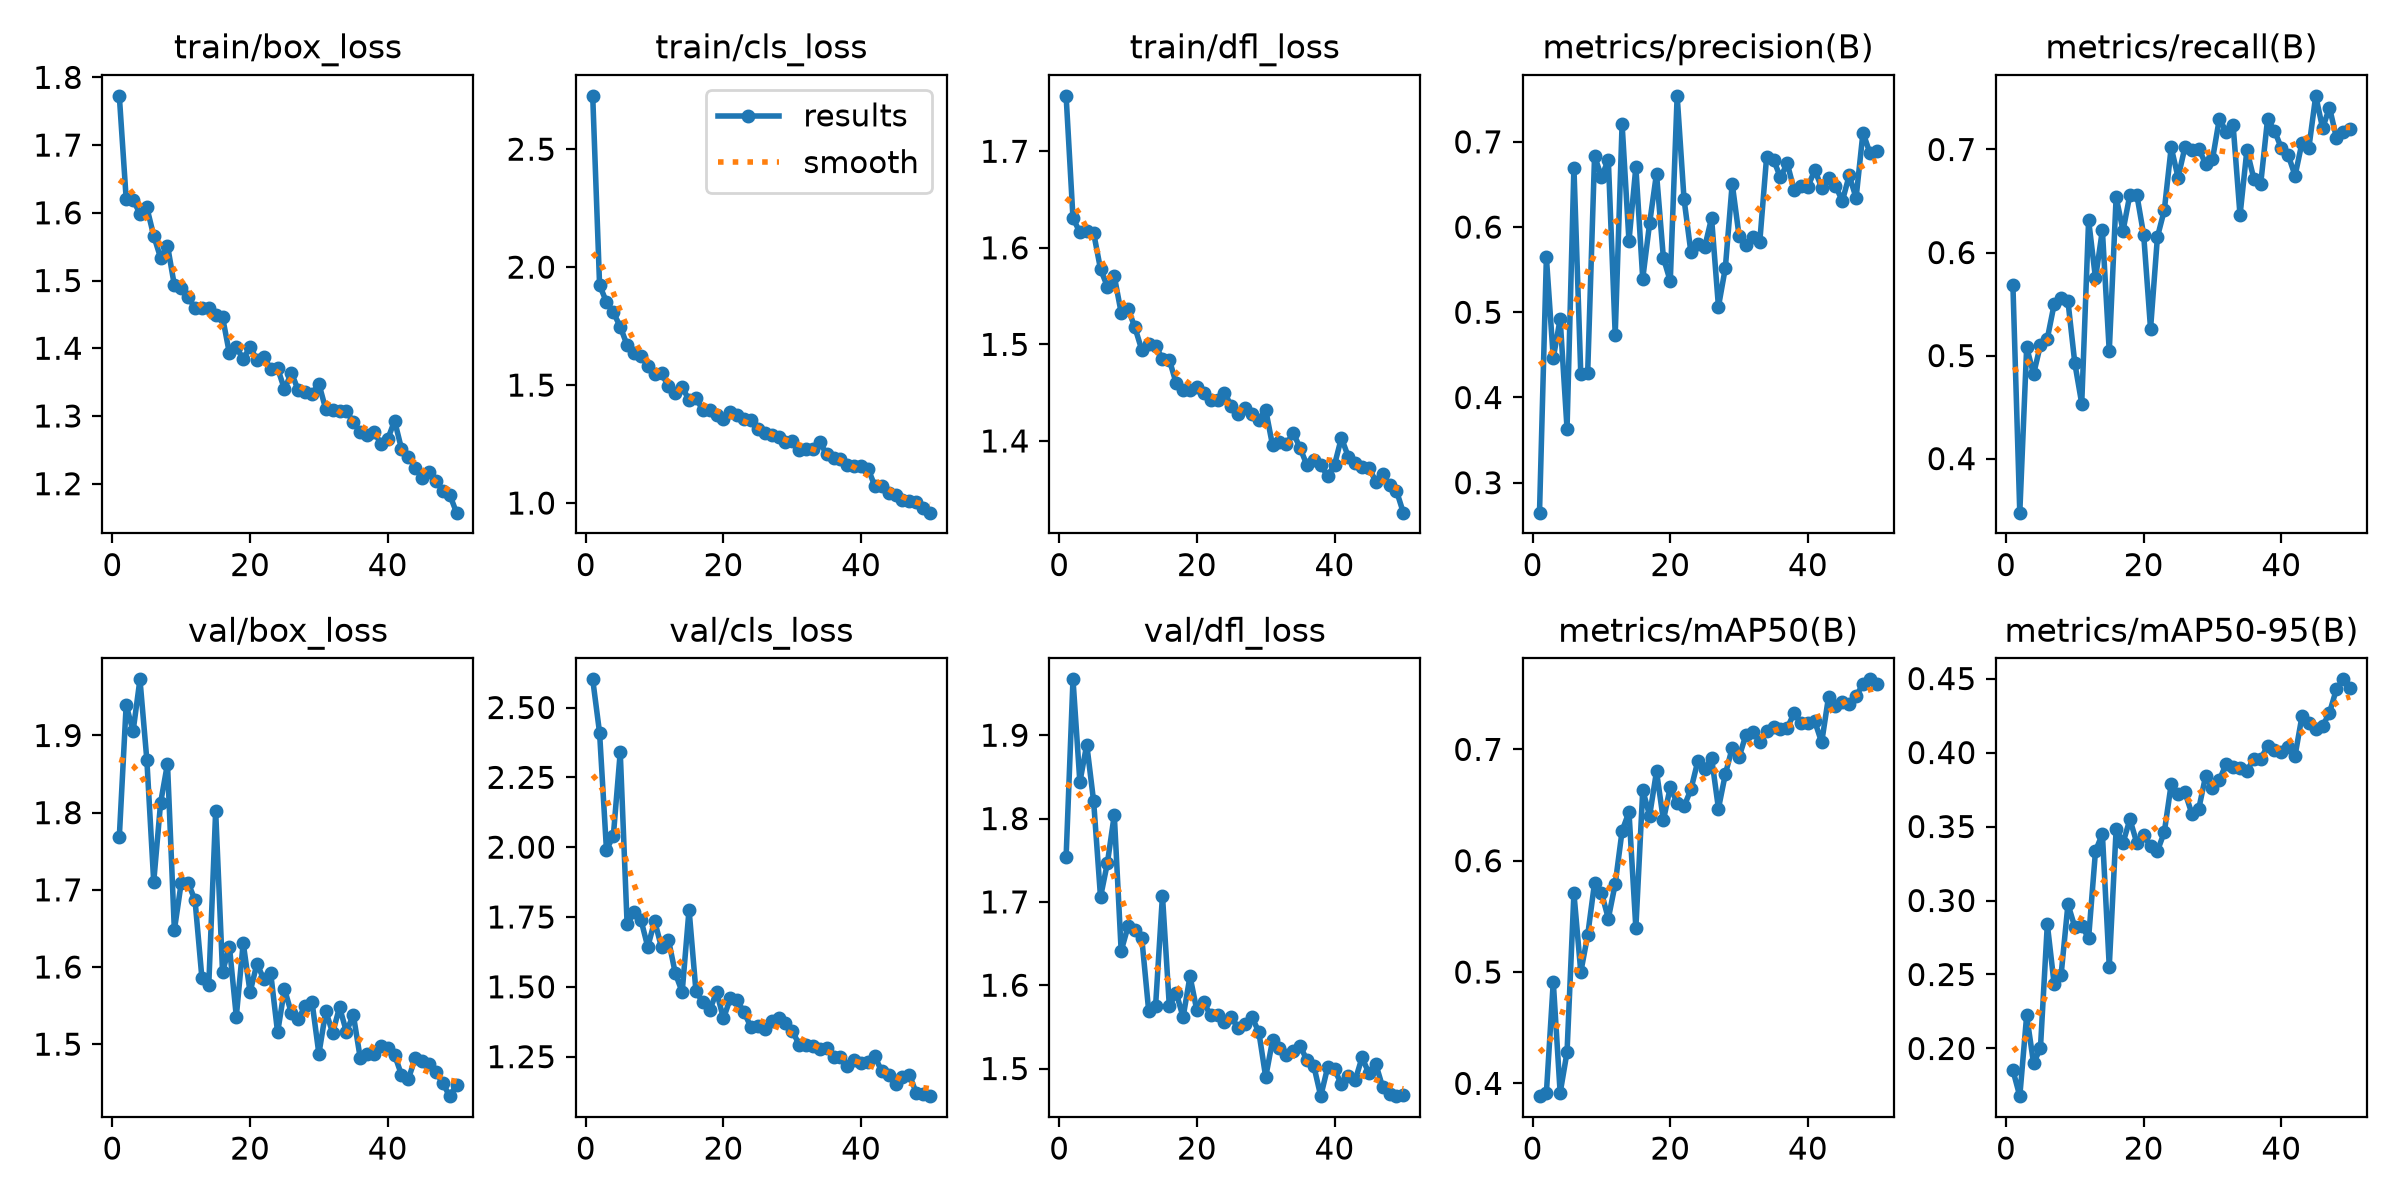 train/box_loss
train/cls_loss
train/dfl_loss
metrics/precision(B)
metrics/recall(B)
1.8
1.7
1.6
1.5
1.4
1.3
1.2
0 20 40
2.5
2.0
1.5
1.0
results
smooth
0 20 40
1.7
1.6
1.5
1.4
0 20 40
0.7
0.6
0.5
0.4
0.3
0 20 40
0.7
0.6
0.5
0.4
0 20 40
val/box_loss
val/cls_loss
val/dfl_loss
metrics/mAP50(B)
metrics/mAP50-95(B)
1.9
1.8
1.7
1.6
1.5
0 20 40
2.50
2.25
2.00
1.75
1.50
1.25
0 20 40
1.9
1.8
1.7
1.6
1.5
0 20 40
0.7
0.6
0.5
0.4
0 20 40
0.45
0.40
0.35
0.30
0.25
0.20
0 20 40